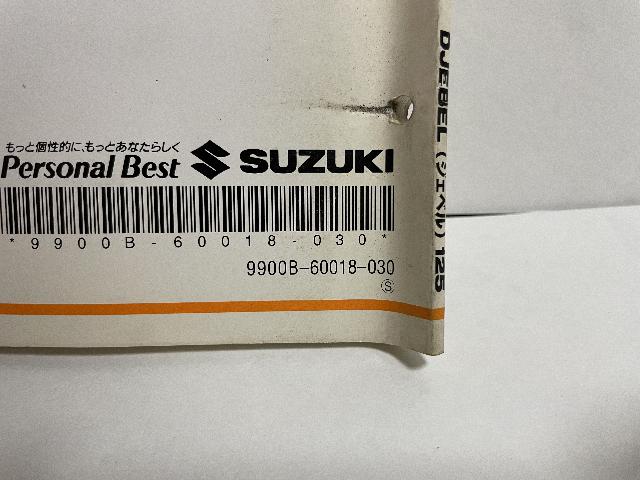 もっと個性的に、もっとあなたらしく
Personal Best SUZUKI
*9900B-60018-030*
9900B-60018-030
S
DJEBEL（ジェベル）125